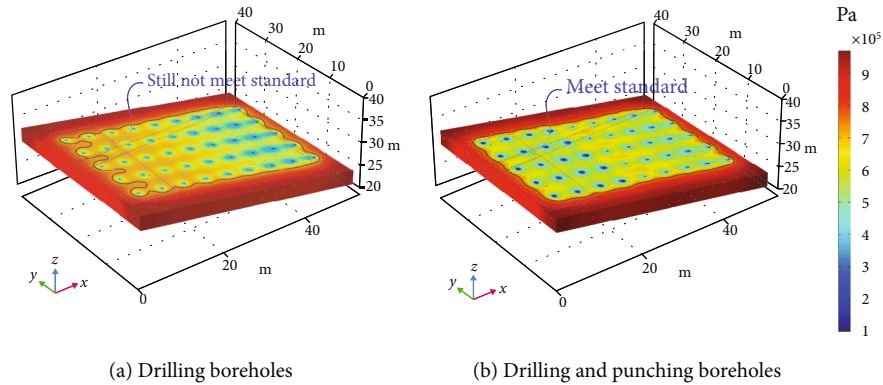 Pa
×10⁵
9
8
7
6
5
4
3
2
1
40
30
m
20
10
0
40
35
30 m
25
20
Still not meet standard
40
20
m
0
z
y
x
(a) Drilling boreholes
40
30
m
20
10
0
40
35
30 m
25
20
Meet standard
40
20
m
0
z
y
x
(b) Drilling and punching boreholes